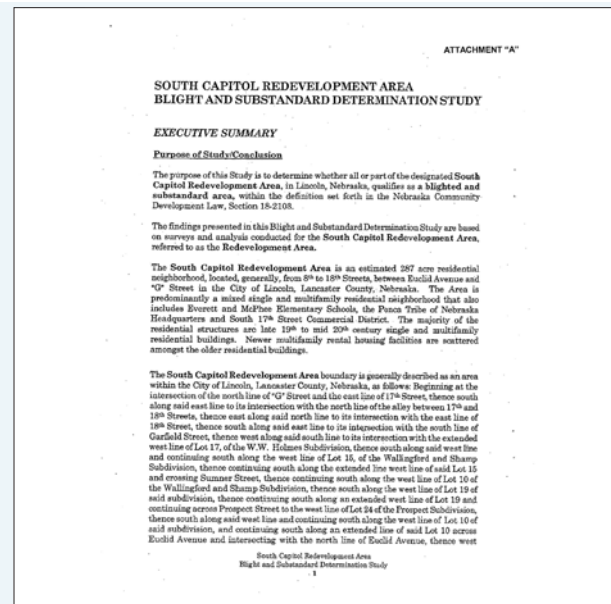 ATTACHMENT "A"
SOUTH CAPITOL REDEVELOPMENT AREA
BLIGHT AND SUBSTANDARD DETERMINATION STUDY
EXECUTIVE SUMMARY
Purpose of Study/Conclusion
The purpose of this Study is to determine whether all or part of the designated South
Capitol Redevelopment Area, in Lincoln, Nebraska, qualifies as a blighted and
substandard area, within the definition set forth in the Nebraska Community
Development Law, Section 18-2103.
The findings presented in this Blight and Substandard Determination Study are based
on surveys and analysis conducted for the South Capitol Redevelopment Area,
referred to as the Redevelopment Area.
The South Capitol Redevelopment Area is an estimated 287 acre residential
neighborhood, located, generally, from 8th to 18th Streets, between Euclid Avenue and
"G" Street in the City of Lincoln, Lancaster County, Nebraska. The Area is
predominantly a mixed single and multifamily residential neighborhood that also
includes Everett and McPhee Elementary Schools, the Ponca Tribe of Nebraska
Headquarters and South 17th Street Commercial District. The majority of the
residential structures are late 19th to mid 20th century single and multifamily
residential buildings. Newer multifamily rental housing facilities are scattered
amongst the older residential buildings.
The South Capitol Redevelopment Area boundary is generally described as an area
within the City of Lincoln, Lancaster County, Nebraska, as follows: Beginning at the
intersection of the north line of "G" Street and the east line of 17th Street, thence south
along said east line to its intersection with the north line of the alley between 17th and
18th Streets, thence east along said north line to its intersection with the east line of
18th Street, thence south along said east line to its intersection with the south line of
Garfield Street, thence west along said south line to its intersection with the extended
west line of Lot 17, of the W.W. Holmes Subdivision, thence south along said west line
and continuing south along the west line of Lot 15, of the Wallingford and Shamp
Subdivision, thence continuing south along the extended line west line of said Lot 15
and crossing Sumner Street, thence continuing south along the west line of Lot 10 of
the Wallingford and Shamp Subdivision, thence south along the west line of Lot 19 of
said subdivision, thence continuing south along an extended west line of Lot 19 and
continuing across Prospect Street to the west line of Lot 24 of the Prospect Subdivision,
thence south along said west line and continuing south along the west line of Lot 10 of
said subdivision, and continuing south along an extended line of said Lot 10 across
Euclid Avenue and intersecting with the north line of Euclid Avenue, thence west
South Capitol Redevelopment Area
Blight and Substandard Determination Study
1